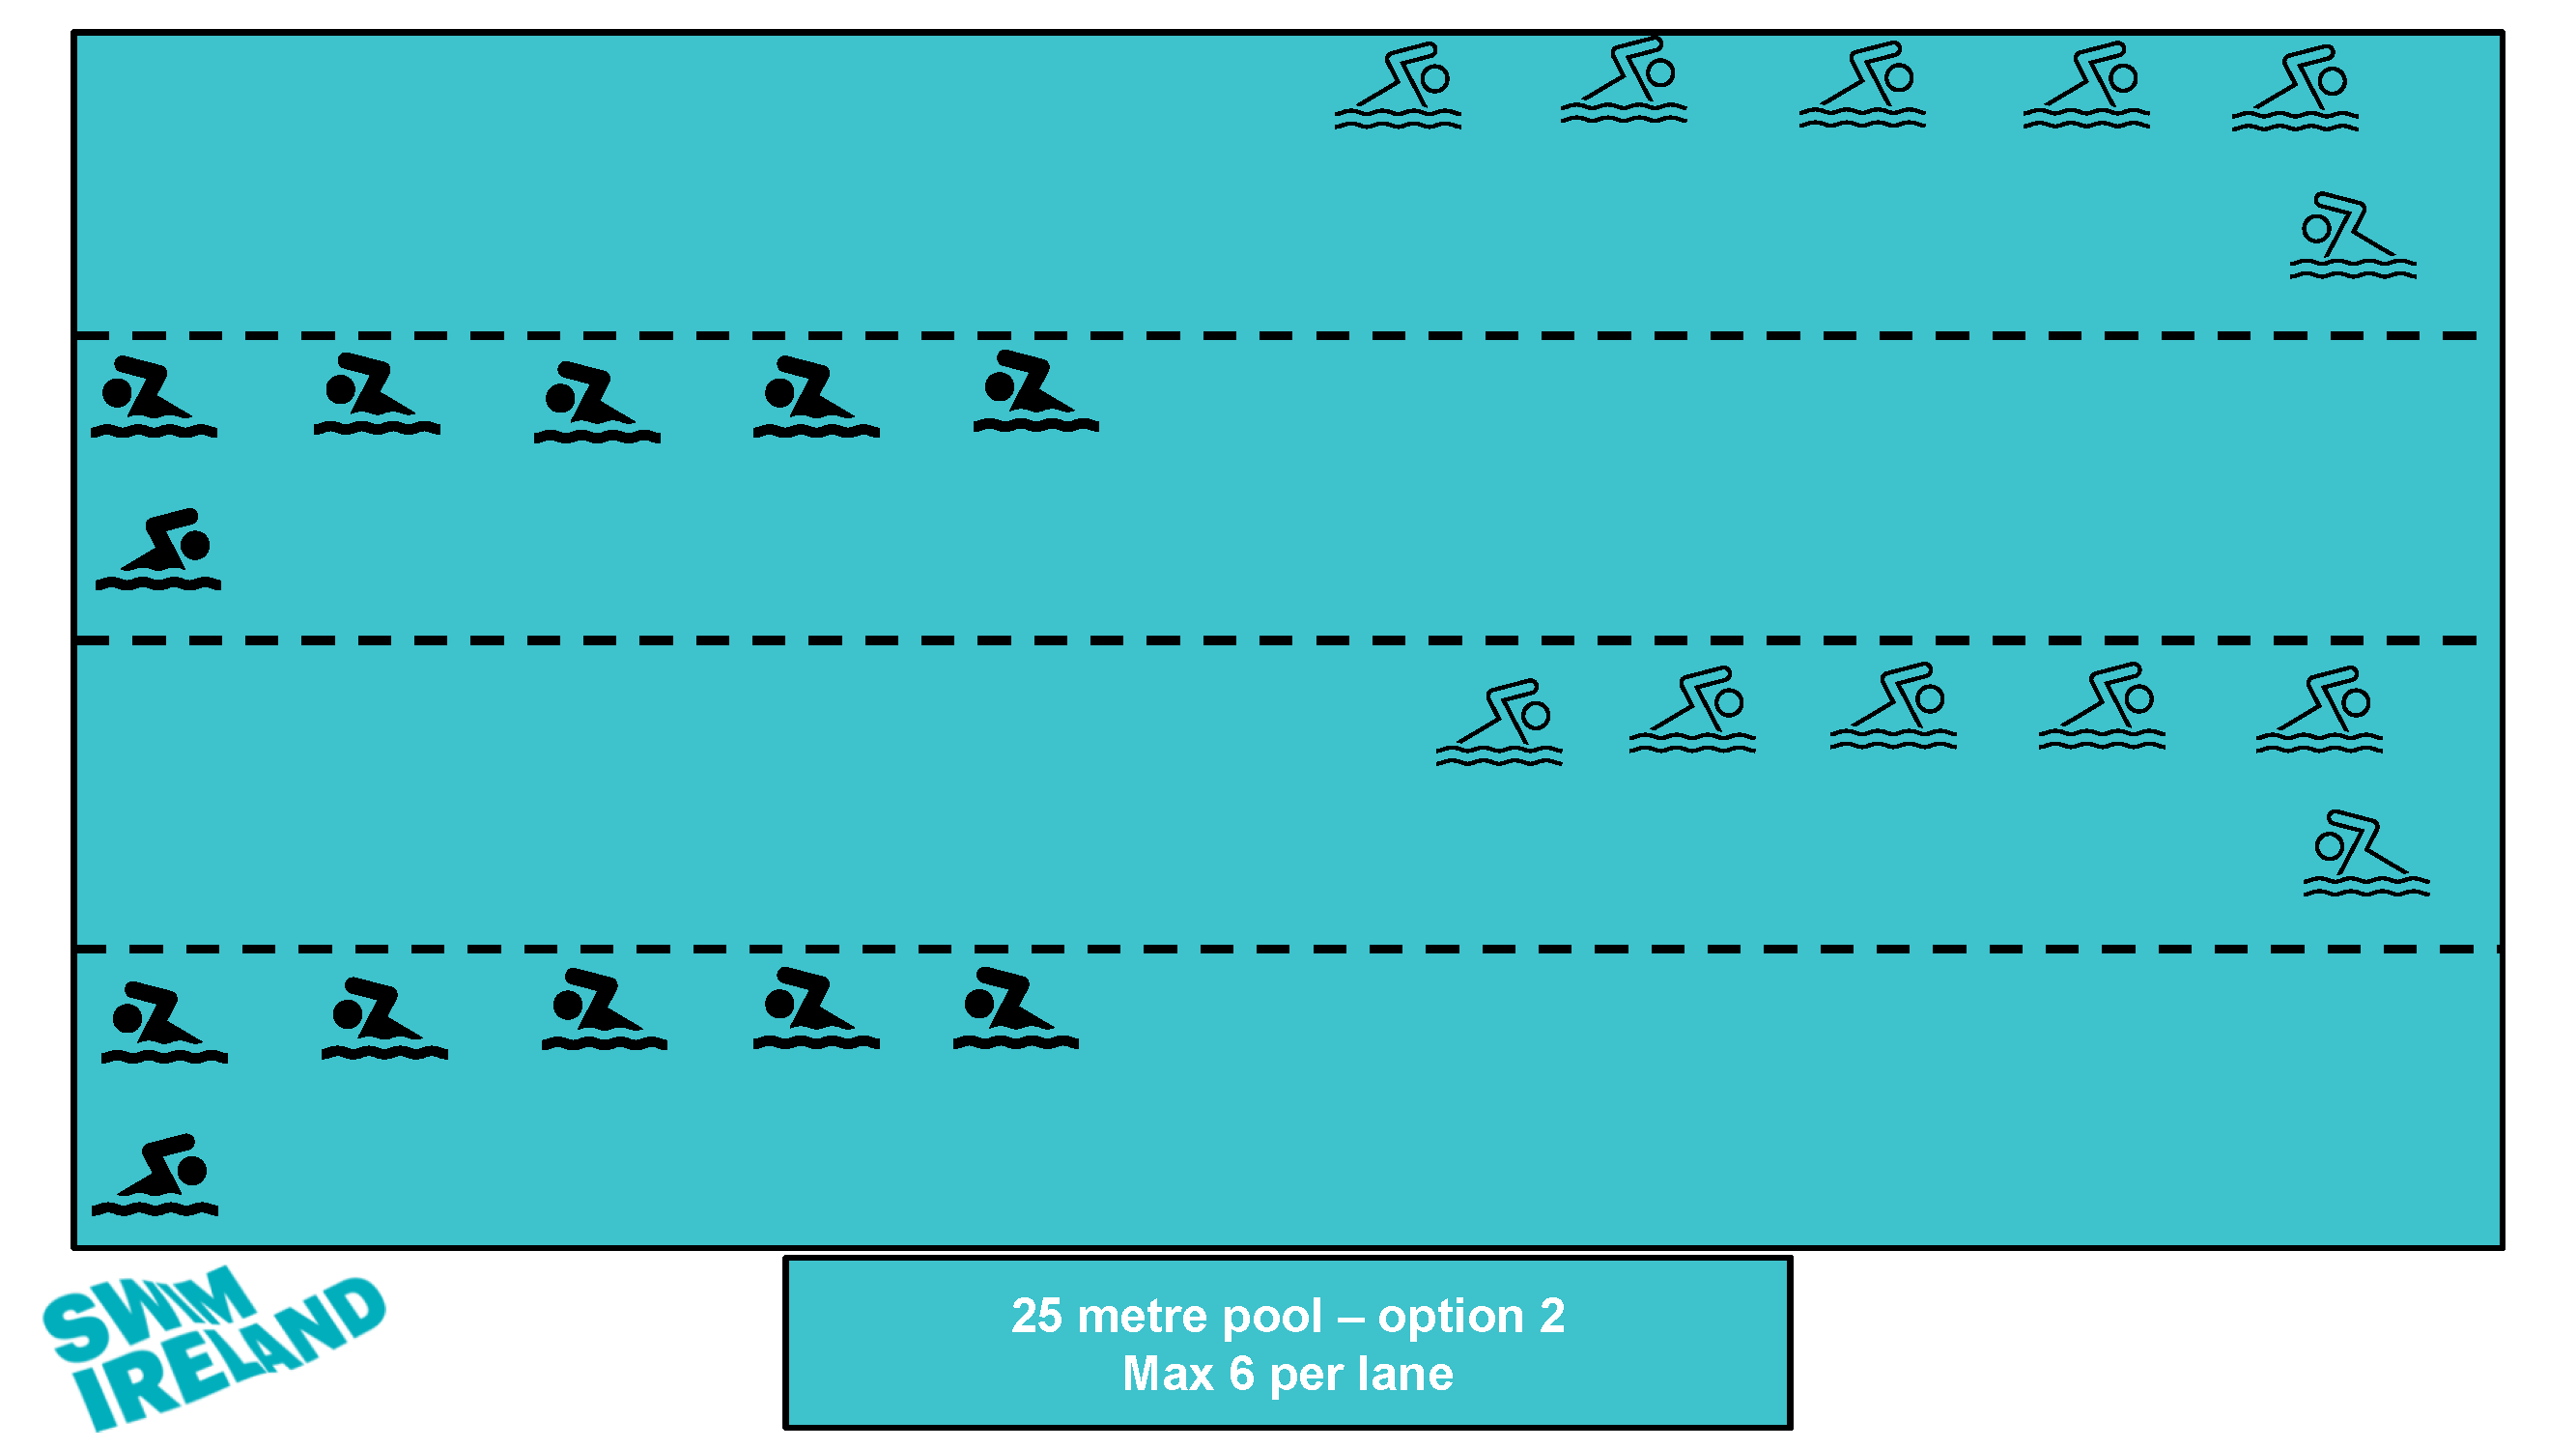 SWIM
IRELAND
25 metre pool – option 2
Max 6 per lane